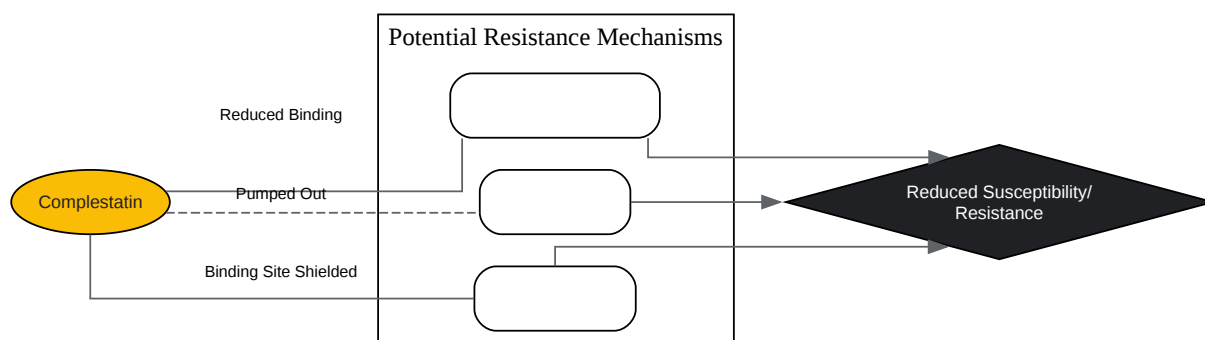 Potential Resistance Mechanisms
Reduced Binding
Pumped Out
Complestatin
Reduced Susceptibility/
Resistance
Binding Site Shielded